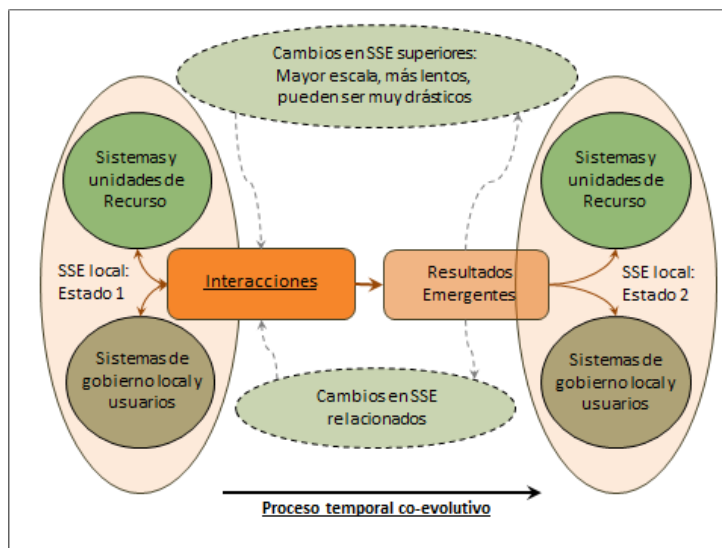 Cambios en SSE superiores:
Mayor escala, más lentos,
pueden ser muy drásticos
Sistemas y
unidades de
Recurso
SSE local:
Estado 1
Sistemas de
gobierno local y
usuarios
Interacciones
Resultados
Emergentes
Sistemas y
unidades de
Recurso
SSE local:
Estado 2
Sistemas de
gobierno local y
usuarios
Cambios en SSE
relacionados
Proceso temporal co-evolutivo